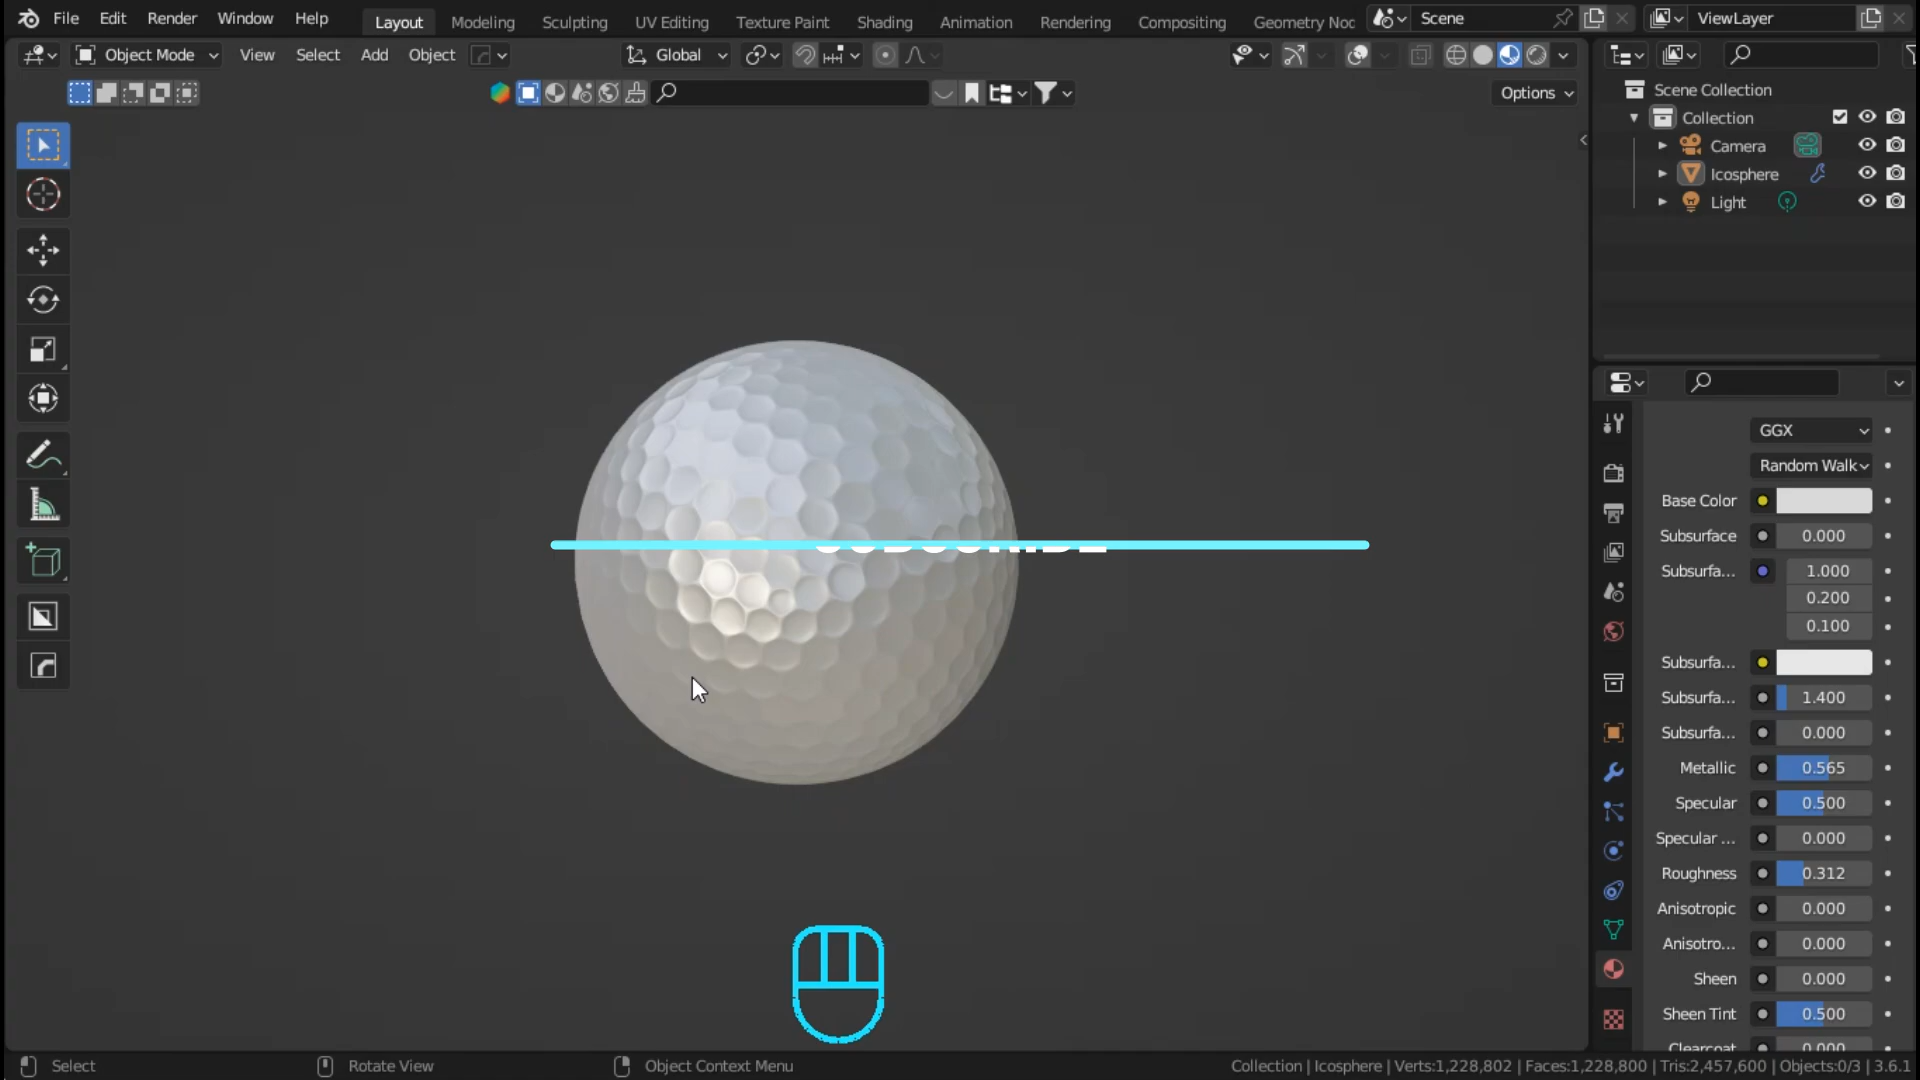 File Edit Render Window Help Layout Modeling Sculpting UV Editing Texture Paint Shading Animation Rendering Compositing Geometry Noc Scene ViewLayer
Object Mode View Select Add Object Global
Options
Scene Collection
Collection
Camera
Icosphere
Light
GGX
Random Walk
Base Color
Subsurface 0.000
Subsurfa... 1.000
0.200
0.100
Subsurfa...
Subsurfa... 1.400
Subsurfa... 0.000
Metallic 0.565
Specular 0.500
Specular ... 0.000
Roughness 0.312
Anisotropic 0.000
Anisotro... 0.000
Sheen 0.000
Sheen Tint 0.500
Clearcoat 0.000
Select Rotate View Object Context Menu Collection | Icosphere | Verts:1,228,802 | Faces:1,228,800 | Tris:2,457,600 | Objects:0/3 | 3.6.1